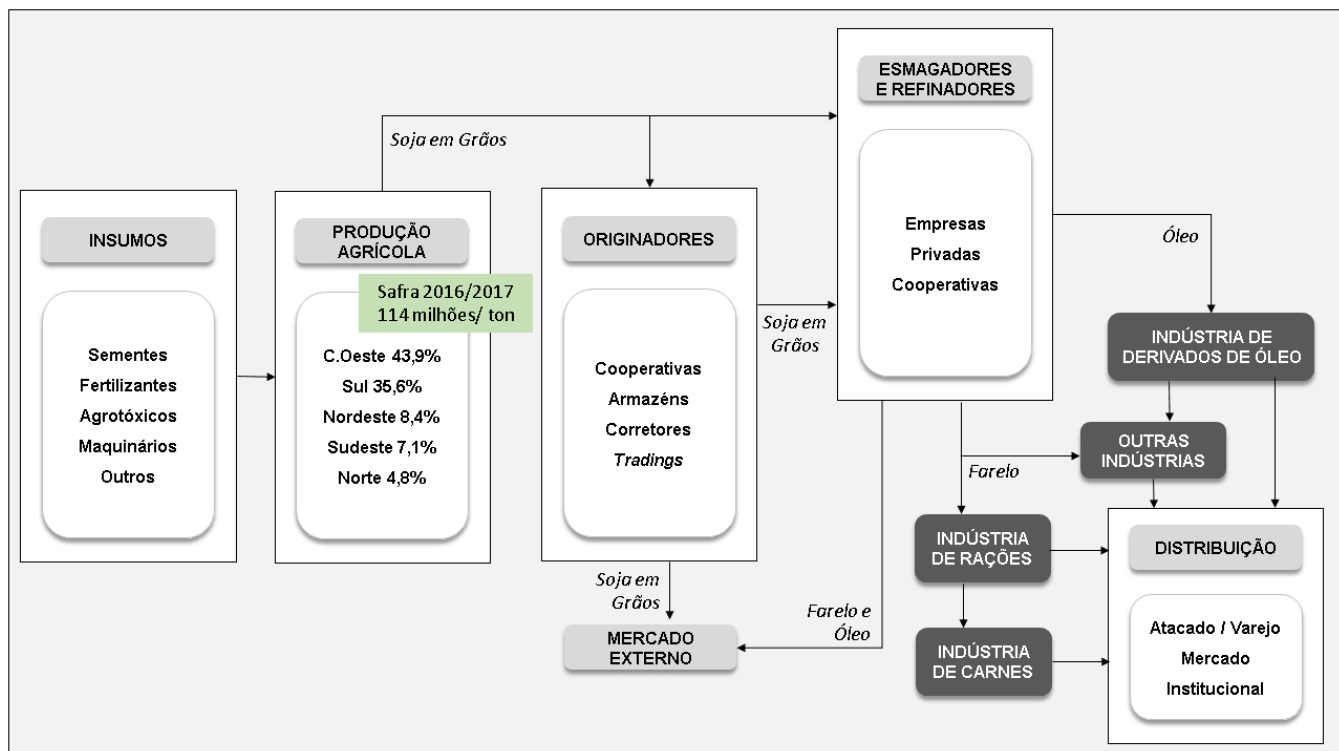 INSUMOS
Sementes
Fertilizantes
Agrotóxicos
Maquinários
Outros
PRODUÇÃO
AGRÍCOLA
Safra 2016/2017
114 milhões/ ton
C.Oeste 43,9%
Sul 35,6%
Nordeste 8,4%
Sudeste 7,1%
Norte 4,8%
Soja em Grãos
ORIGINADORES
Cooperativas
Armazéns
Corretores
Tradings
Soja em
Grãos
Soja em
Grãos
MERCADO
EXTERNO
ESMAGADORES
E REFINADORES
Empresas
Privadas
Cooperativas
Farelo e
Óleo
Óleo
INDÚSTRIA DE
DERIVADOS DE ÓLEO
OUTRAS
INDÚSTRIAS
Farelo
INDÚSTRIA
DE RAÇÕES
INDÚSTRIA
DE CARNES
DISTRIBUIÇÃO
Atacado / Varejo
Mercado
Institucional